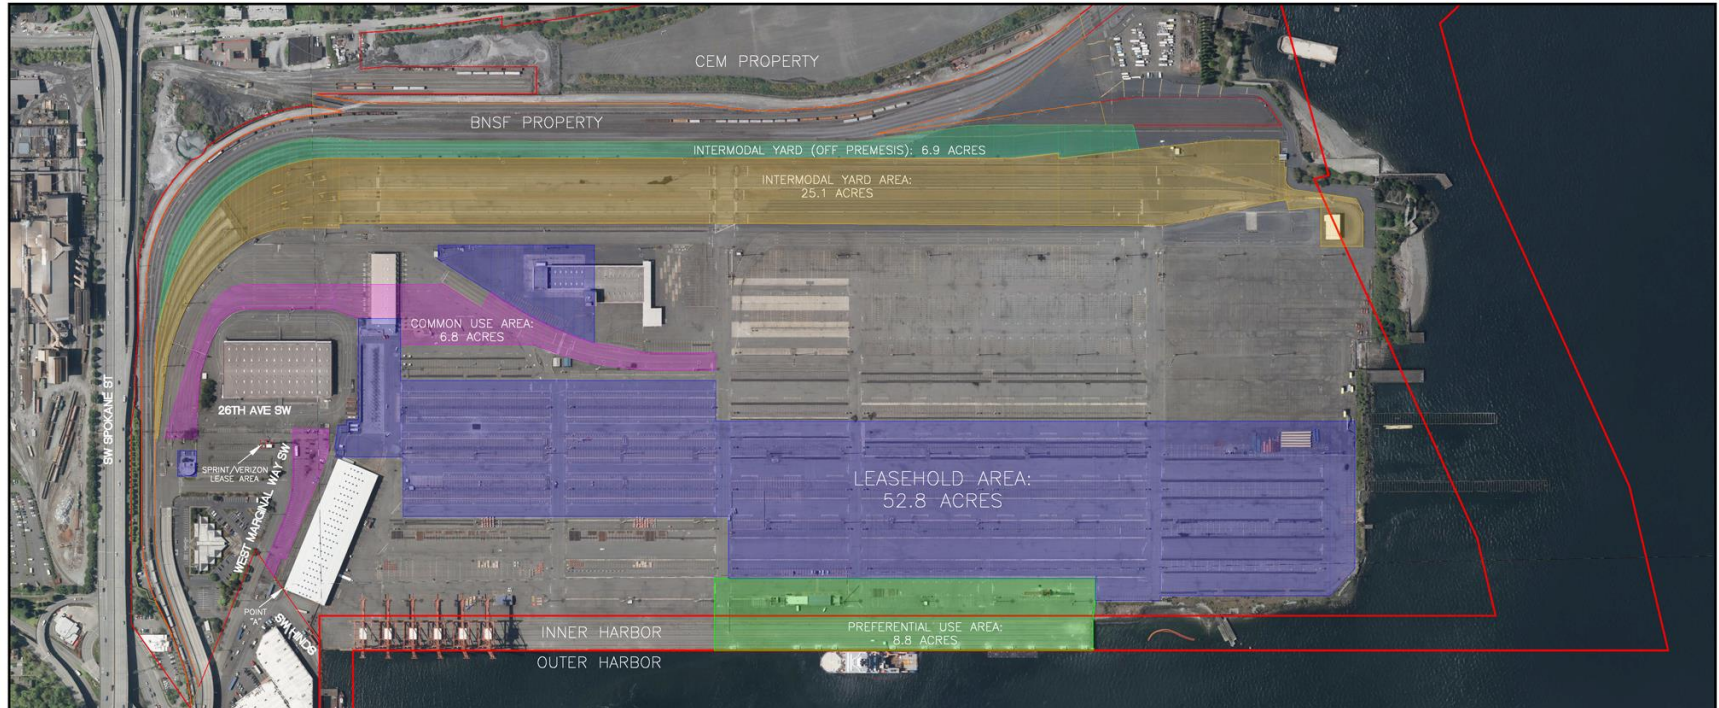 CEM PROPERTY
BNSF PROPERTY
INTERMODAL YARD (OFF PREMESIS): 6.9 ACRES
INTERMODAL YARD AREA:
25.1 ACRES
COMMON USE AREA:
6.8 ACRES
SW SPOKANE ST
26TH AVE SW
SPRINT/VERIZON
LEASE AREA
WEST MARGINAL WAY SW
LEASEHOLD AREA:
52.8 ACRES
POINT
"A"
SW HINDS
INNER HARBOR
PREFERENTIAL USE AREA:
- 8.8 ACRES
OUTER HARBOR